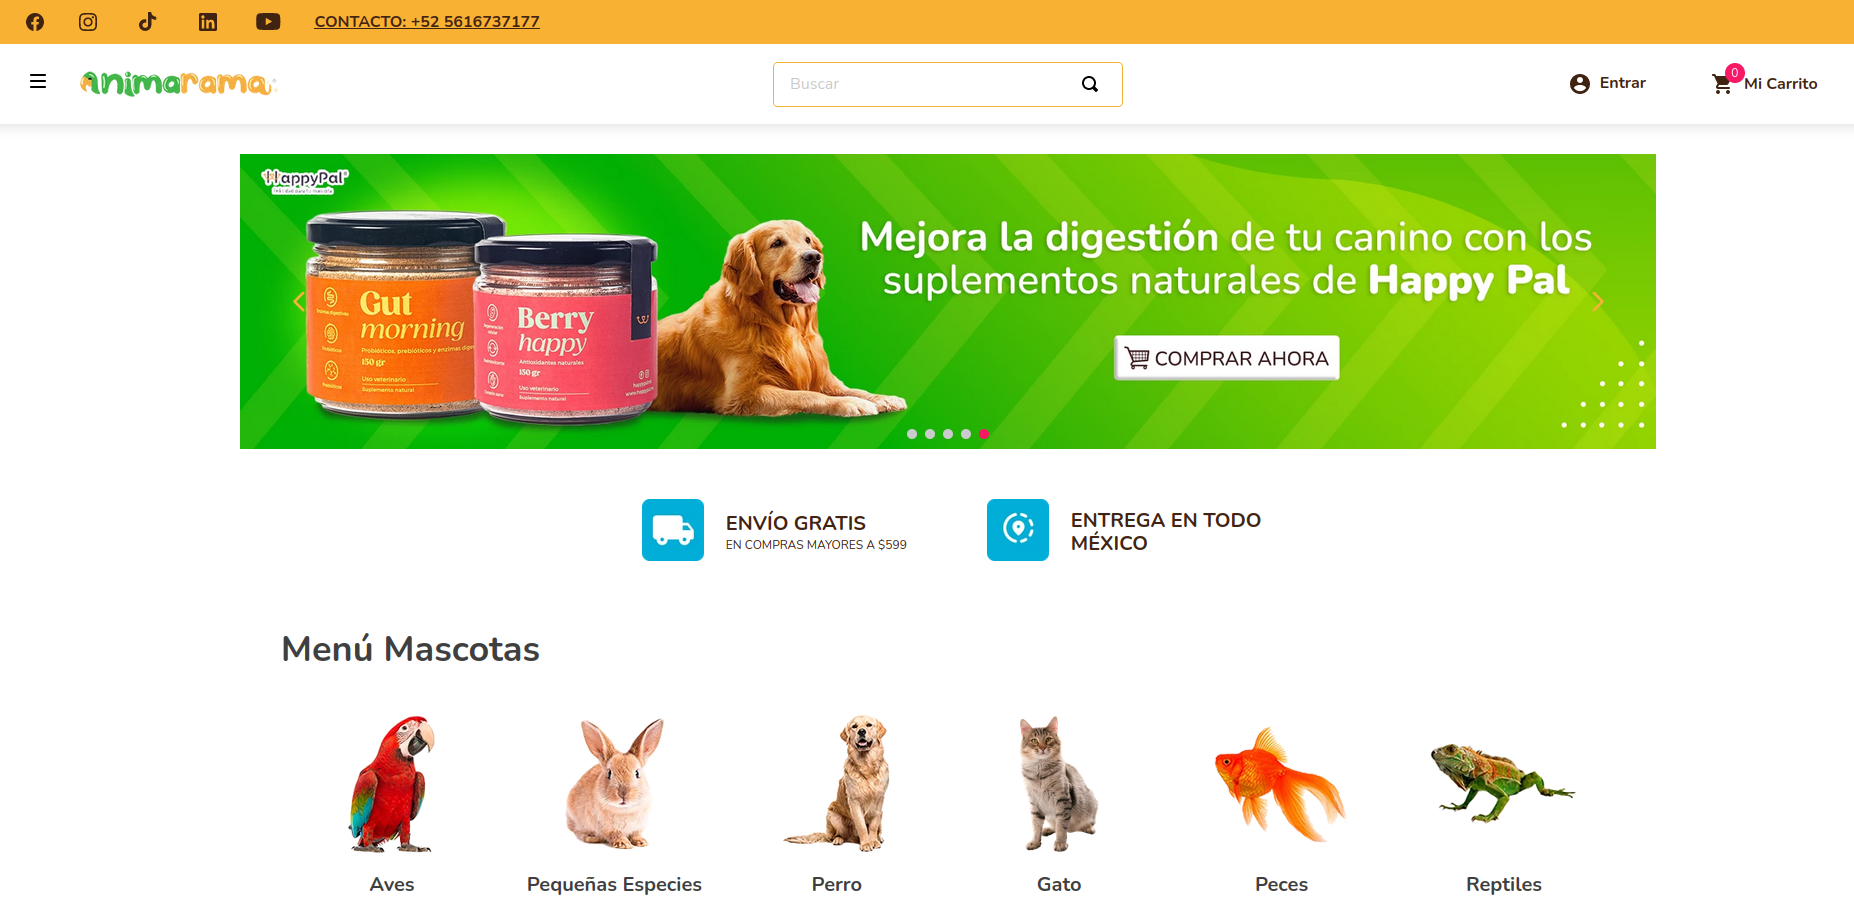 CONTACTO: +52 5616737177
animarama
Buscar
Entrar
0
Mi Carrito
HappyPal
Gut
morning
Probióticos, prebióticos y enzimas
150 gr
Uso veterinario
Suplemento natural
Berry
happy
Antioxidantes naturales
150 gr
Uso veterinario
Suplemento natural
Mejora la digestión de tu canino con los
suplementos naturales de Happy Pal
COMPRAR AHORA
ENVÍO GRATIS
EN COMPRAS MAYORES A $599
ENTREGA EN TODO
MÉXICO
Menú Mascotas
Aves
Pequeñas Especies
Perro
Gato
Peces
Reptiles